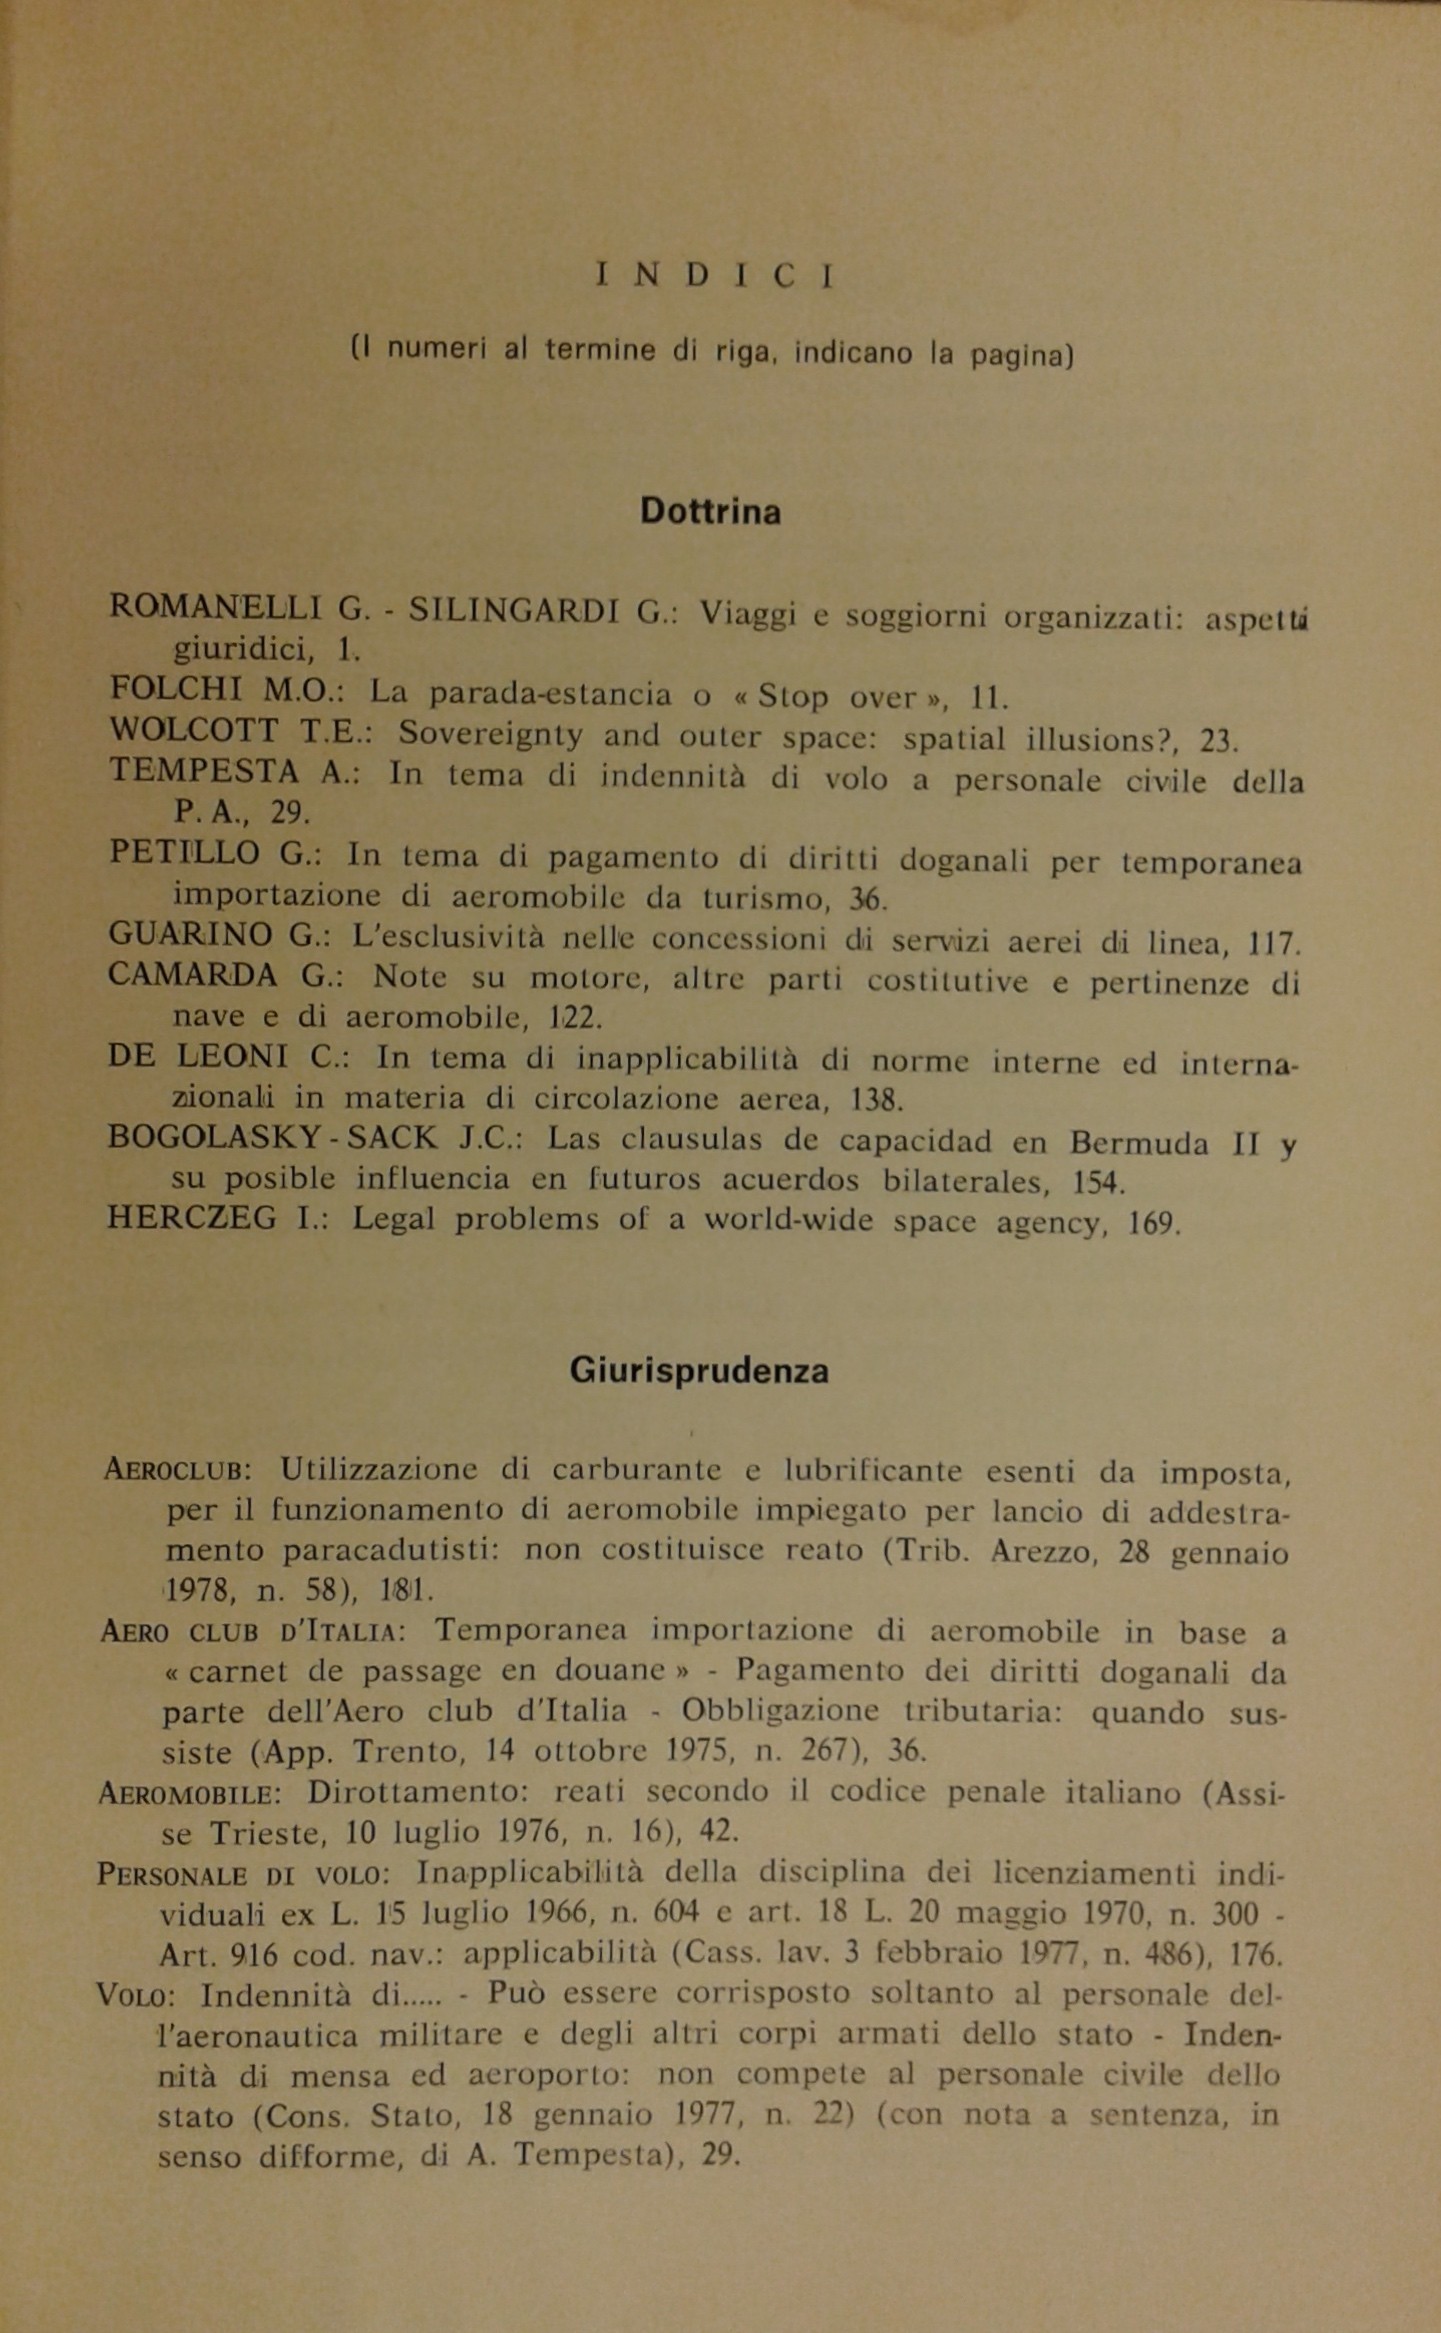 INDICI
(I numeri al termine di riga, indicano la pagina)
Dottrina
ROMANELLI G. - SILINGARDI G.: Viaggi e soggiorni organizzati: aspetti
giuridici, 1.
FOLCHI M.O.: La parada-estancia o « Stop over », 11.
WOLCOTT T.E.: Sovereignty and outer space: spatial illusions?, 23.
TEMPESTA A.: In tema di indennità di volo a personale civile della
P. A., 29.
PETILLO G.: In tema di pagamento di diritti doganali per temporanea
importazione di aeromobile da turismo, 36.
GUARINO G.: L'esclusività nelle concessioni di servizi aerei di linea, 117.
CAMARDA G.: Note su motore, altre parti costitutive e pertinenze di
nave e di aeromobile, 122.
DE LEONI C.: In tema di inapplicabilità di norme interne ed interna-
zionali in materia di circolazione aerea, 138.
BOGOLASKY - SACK J.C.: Las clausulas de capacidad en Bermuda II y
su posible influencia en futuros acuerdos bilaterales, 154.
HERCZEG I.: Legal problems of a world-wide space agency, 169.
Giurisprudenza
AEROCLUB: Utilizzazione di carburante e lubrificante esenti da imposta,
per il funzionamento di aeromobile impiegato per lancio di addestra-
mento paracadutisti: non costituisce reato (Trib. Arezzo, 28 gennaio
1978, n. 58), 181.
AERO CLUB D'ITALIA: Temporanea importazione di aeromobile in base a
« carnet de passage en douane » - Pagamento dei diritti doganali da
parte dell'Aero club d'Italia - Obbligazione tributaria: quando sus-
siste (App. Trento, 14 ottobre 1975, n. 267), 36.
AEROMOBILE: Dirottamento: reati secondo il codice penale italiano (Assi-
se Trieste, 10 luglio 1976, n. 16), 42.
PERSONALE DI VOLO: Inapplicabilità della disciplina dei licenziamenti indi-
viduali ex L. 15 luglio 1966, n. 604 e art. 18 L. 20 maggio 1970, n. 300 -
Art. 916 cod. nav.: applicabilità (Cass. lav. 3 febbraio 1977, n. 486), 176.
VOLO: Indennità di..... - Può essere corrisposto soltanto al personale del-
l'aeronautica militare e degli altri corpi armati dello stato - Inden-
nità di mensa ed aeroporto: non compete al personale civile dello
stato (Cons. Stato, 18 gennaio 1977, n. 22) (con nota a sentenza, in
senso difforme, di A. Tempesta), 29.